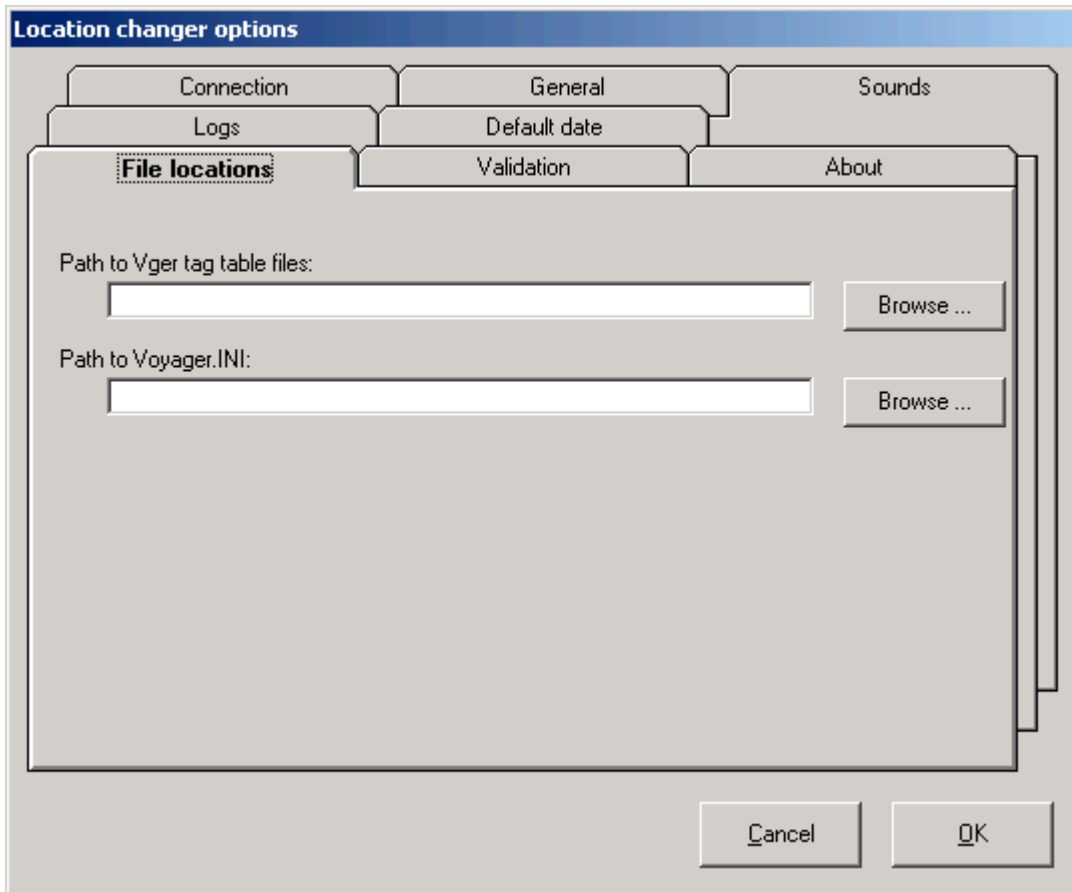 Location changer options
Connection General Sounds
Logs Default date
File locations Validation About
Path to Vger tag table files:
Browse ...
Path to Voyager.INI:
Browse ...
Cancel OK